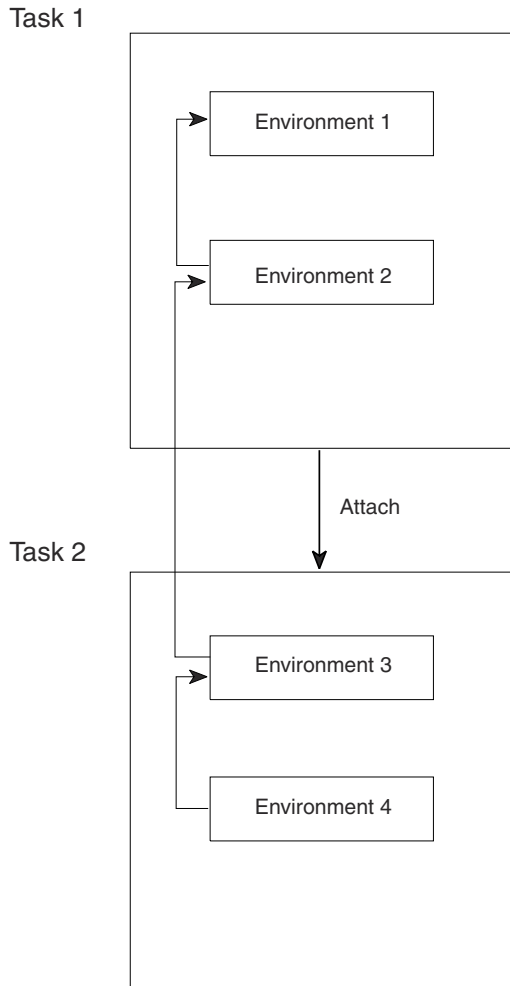 Task 1
Environment 1
Environment 2
Attach
Task 2
Environment 3
Environment 4